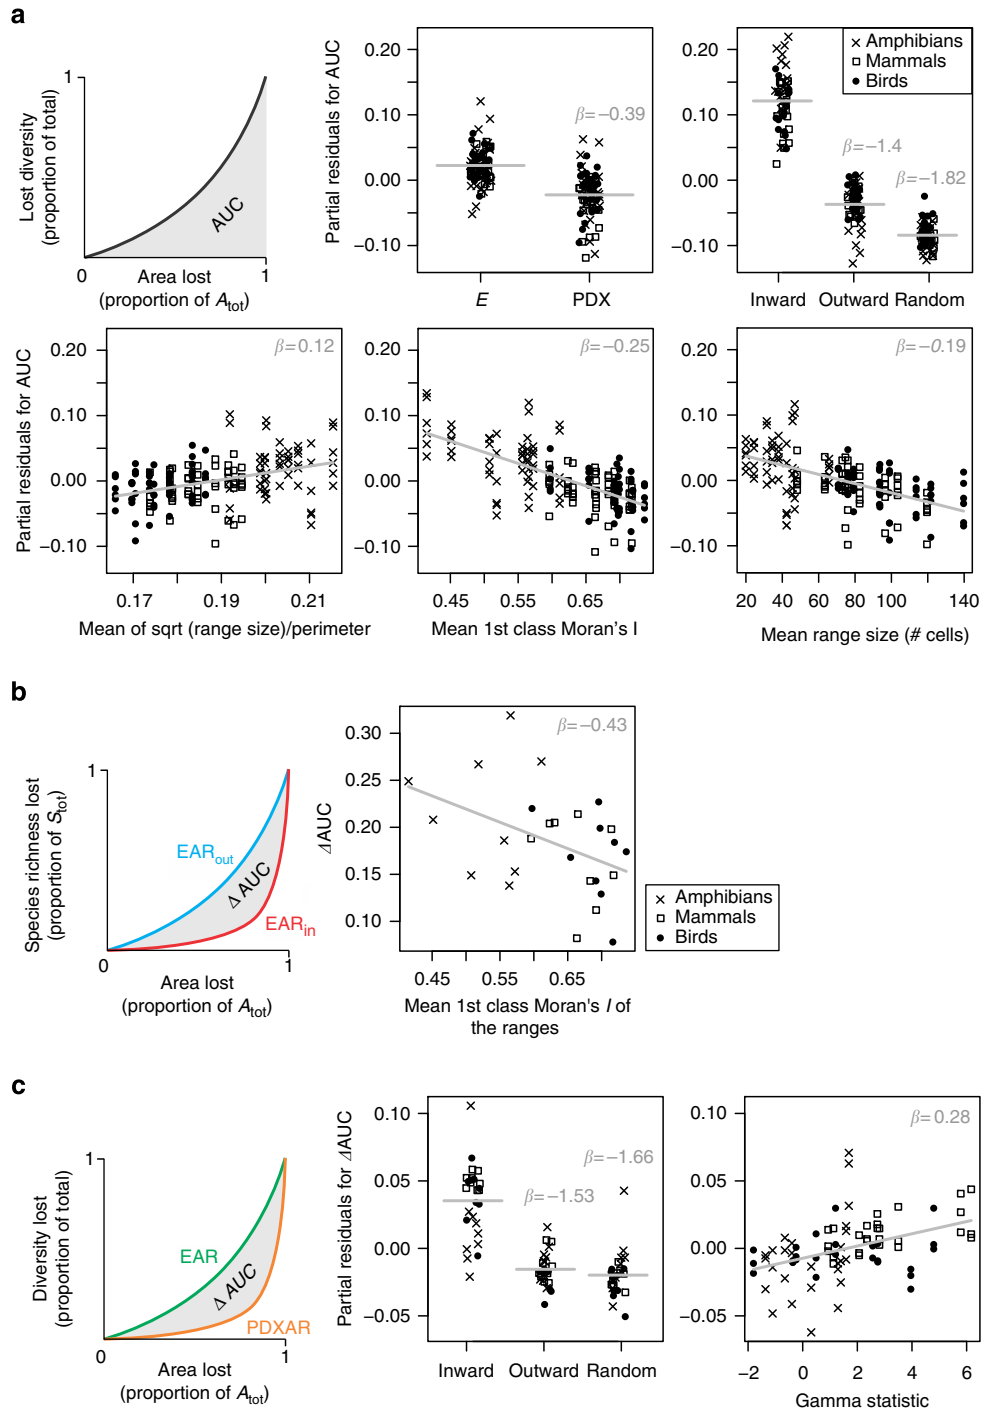 a
Lost diversity
(proportion of total)
1
AUC
0
1
Area lost
(proportion of Atot)
Partial residuals for AUC
0.20
0.10
0.00
−0.10
β=−0.39
E
PDX
0.20
0.10
0.00
−0.10
Amphibians
Mammals
Birds
β=−1.4
β=−1.82
Inward
Outward
Random
Partial residuals for AUC
0.20
0.10
0.00
−0.10
β=0.12
0.17
0.19
0.21
Mean of sqrt (range size)/perimeter
0.20
0.10
0.00
−0.10
β=−0.25
0.45
0.55
0.65
Mean 1st class Moran's I
0.20
0.10
0.00
−0.10
β=−0.19
20
40
60
80
100
140
Mean range size (# cells)
b
Species richness lost
(proportion of Stot)
1
EARout
Δ AUC
EARin
0
1
Area lost
(proportion of Atot)
ΔAUC
0.30
0.25
0.20
0.15
0.10
β=−0.43
0.45
0.55
0.65
Mean 1st class Moran's I of
the ranges
Amphibians
Mammals
Birds
c
Diversity lost
(proportion of total)
1
EAR
Δ AUC
PDXAR
0
1
Area lost
(proportion of Atot)
Partial residuals for ΔAUC
0.10
0.05
0.00
−0.05
β=−1.66
β=−1.53
Inward
Outward
Random
0.10
0.05
0.00
−0.05
β=0.28
−2
0
2
4
6
Gamma statistic